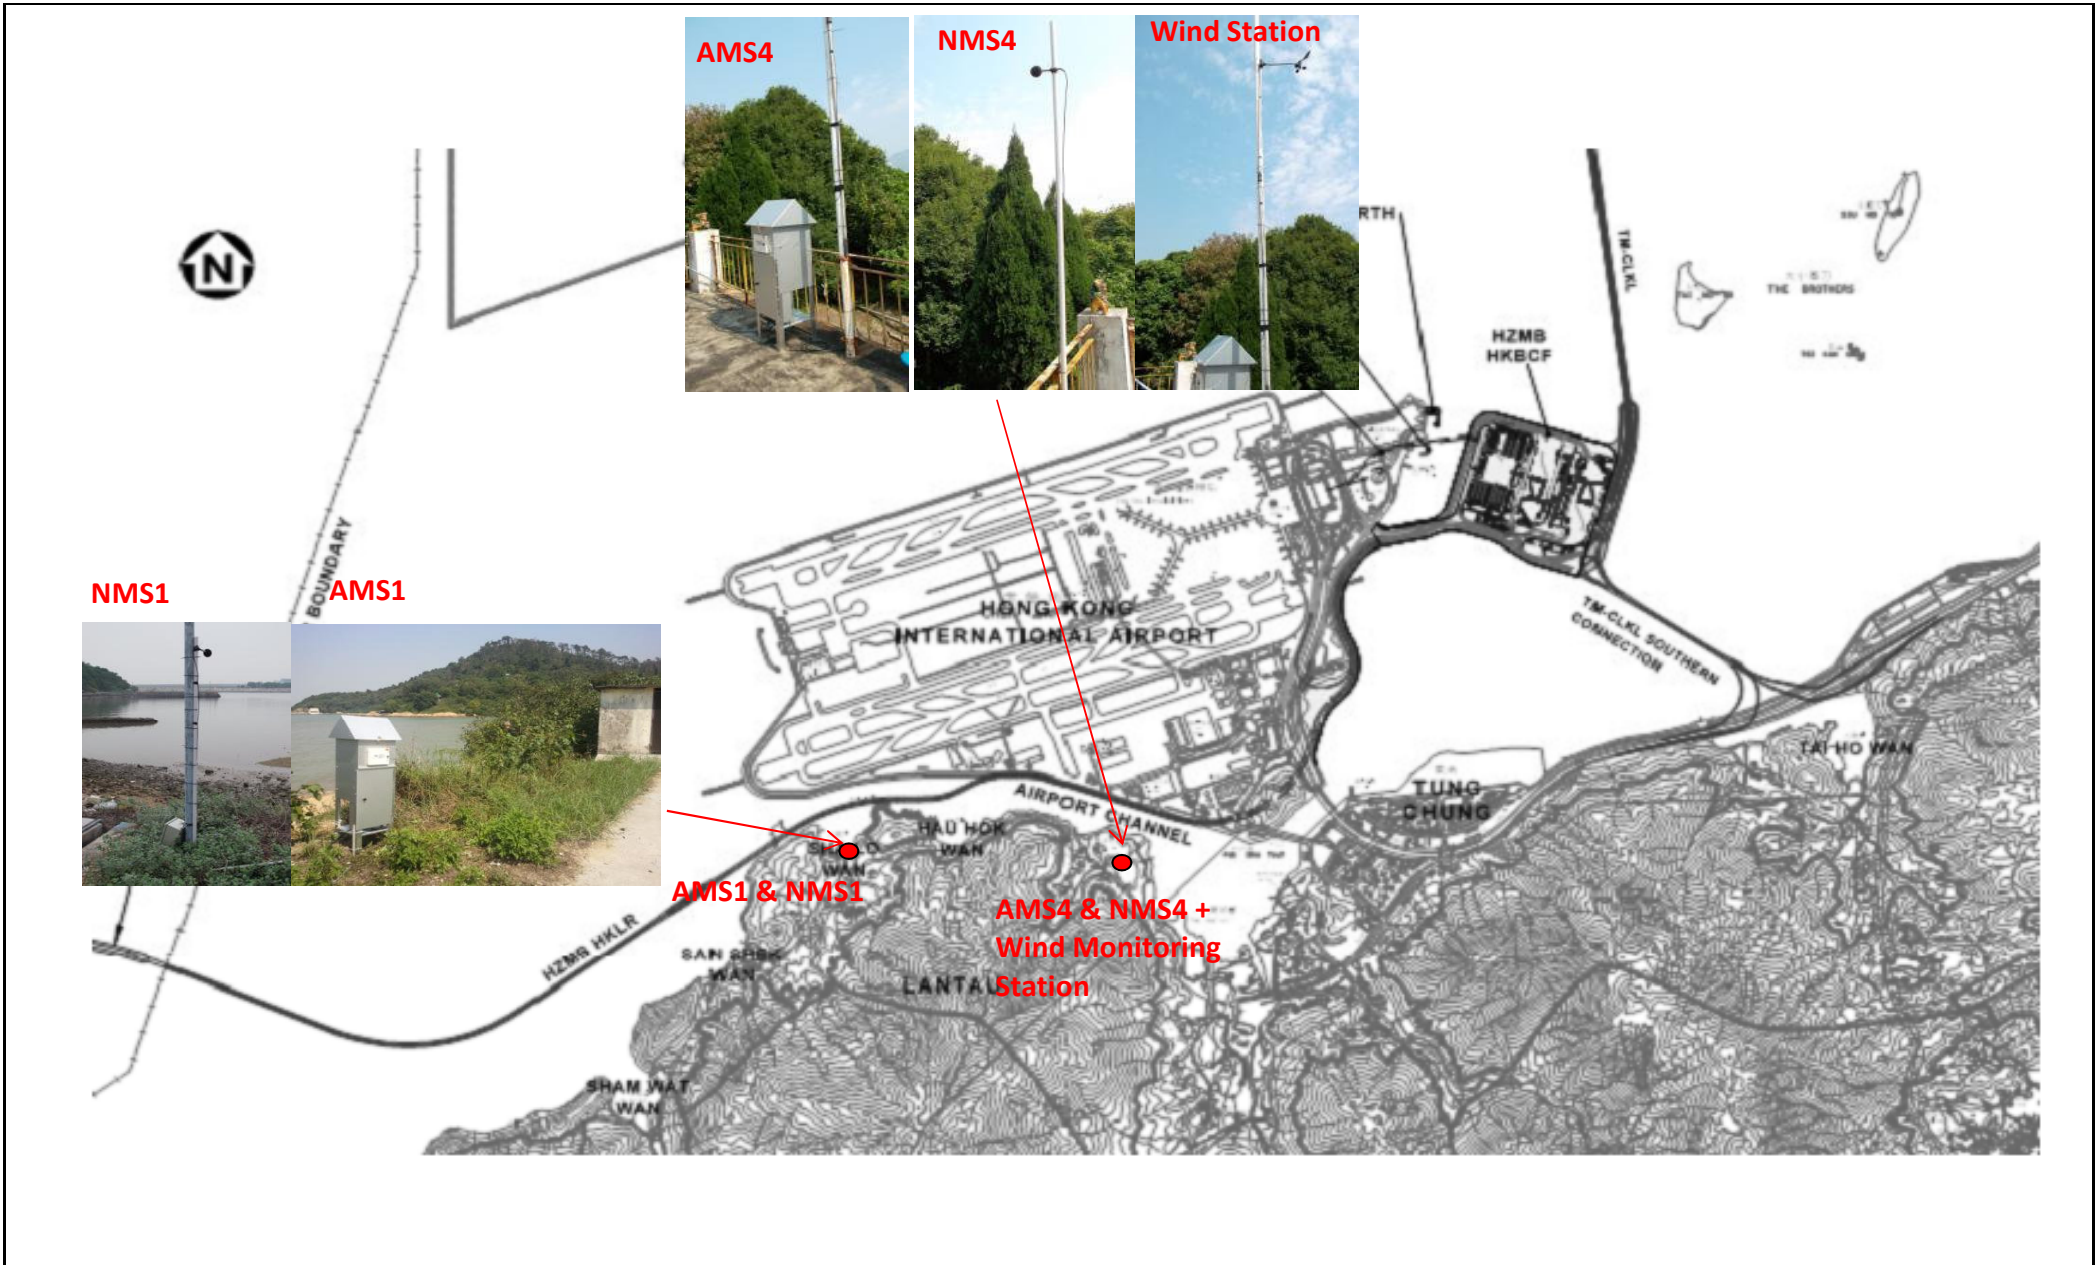 AMS4
NMS4
Wind Station
N
RTH
TM-CLKL
THE BROTHERS
HZMB
HKBCF
BOUNDARY
NMS1
AMS1
HONG KONG
INTERNATIONAL AIRPORT
TM-CLKL SOUTHERN
CONNECTION
TAI HO WAN
TUNG
CHUNG
AIRPORT CHANNEL
HAU HOK
WAN
WAN
AMS1 & NMS1
AMS4 & NMS4 +
Wind Monitoring
Station
HZMB HKLR
WAN
LANTAU
SHAM WAT
WAN